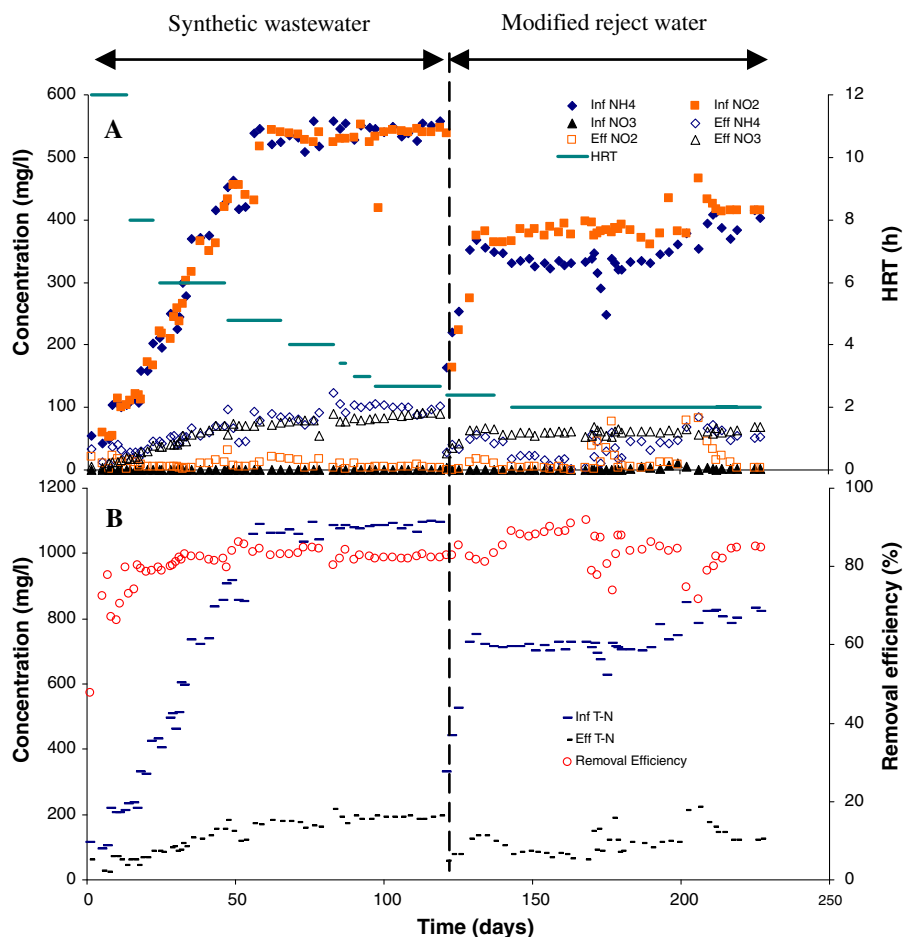 Synthetic wastewater
Modified reject water
A
Concentration (mg/l)
600
500
400
300
200
100
0
Inf NH4
Inf NO2
Inf NO3
Eff NH4
Eff NO2
Eff NO3
HRT
12
10
8
6
4
2
0
HRT (h)
B
Concentration (mg/l)
1200
1000
800
600
400
200
0
Inf T-N
Eff T-N
Removal Efficiency
100
80
60
40
20
0
Removal efficiency (%)
0
50
100
150
200
250
Time (days)